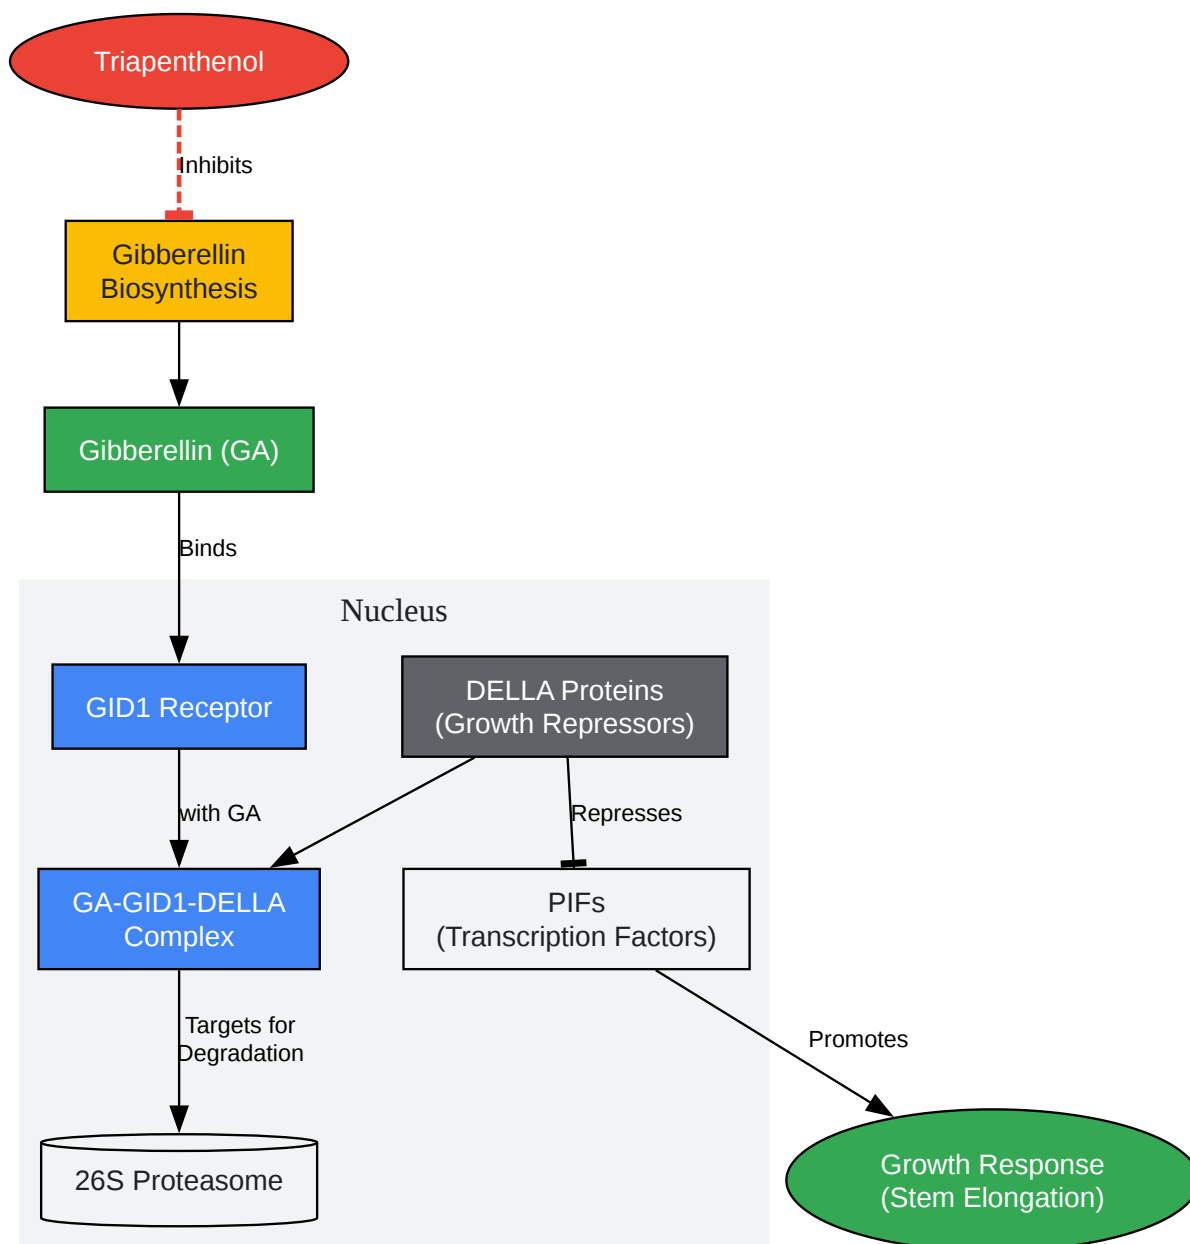 Triapenthenol
Inhibits
Gibberellin
Biosynthesis
Gibberellin (GA)
Binds
Nucleus
GID1 Receptor
DELLA Proteins
(Growth Repressors)
with GA
Represses
GA-GID1-DELLA
Complex
PIFs
(Transcription Factors)
Targets for
Degradation
Promotes
26S Proteasome
Growth Response
(Stem Elongation)